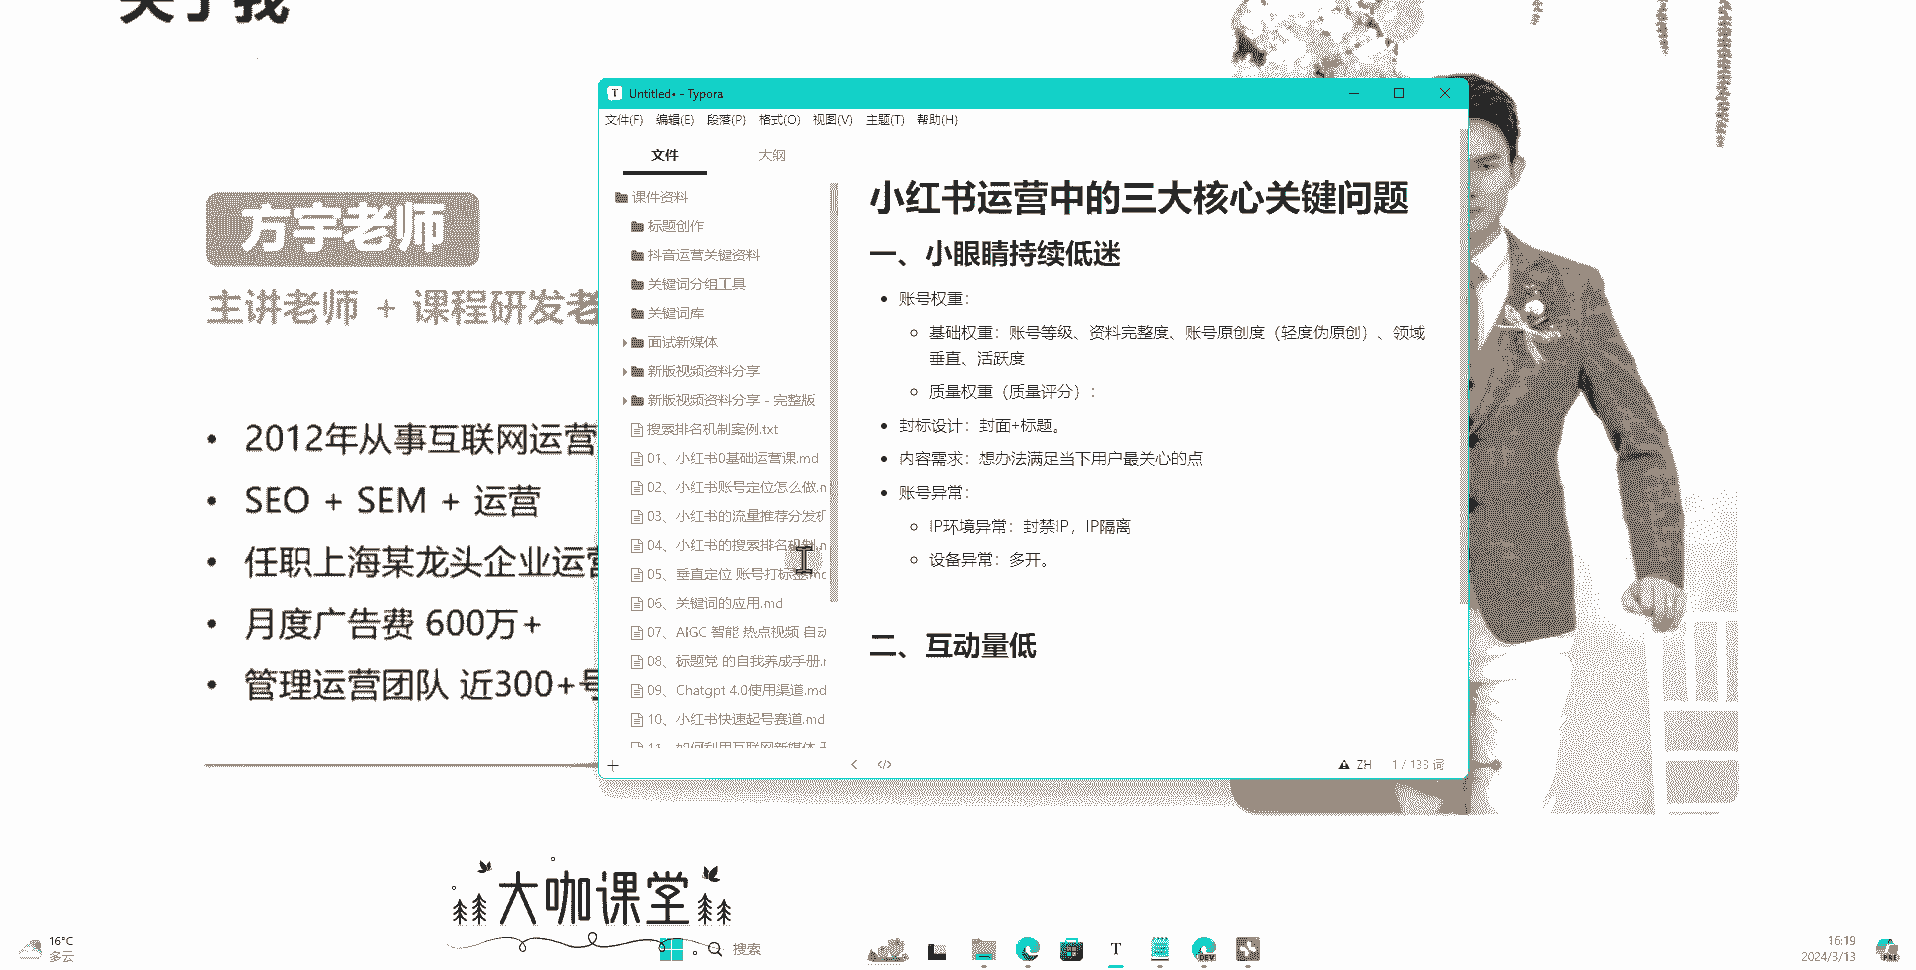 关于我
方宇老师
主讲老师 + 课程研发老
2012年从事互联网运营
SEO + SEM + 运营
任职上海某龙头企业运营
月度广告费 600万+
管理运营团队 近300+号
Untitled• - Typora
文件(F) 编辑(E) 段落(P) 格式(O) 视图(V) 主题(T) 帮助(H)
文件 大纲
课件资料
标题创作
抖音运营关键资料
关键词分组工具
关键词库
面试新媒体
新版视频资料分享
新版视频资料分享 - 完整版
搜索排名机制案例.txt
01、小红书0基础运营课.md
02、小红书账号定位怎么做.m
03、小红书的流量推荐分发机
04、小红书的搜索排名机制.m
05、垂直定位 账号打标签.md
06、关键词的应用.md
07、AIGC 智能 热点视频 自动
08、标题党 的自我养成手册.m
09、Chatgpt 4.0使用渠道.md
10、小红书快速起号赛道.md
11、如何利用互联网新媒体
小红书运营中的三大核心关键问题
一、小眼睛持续低迷
账号权重：
基础权重：账号等级、资料完整度、账号原创度（轻度伪原创）、领域
垂直、活跃度
质量权重（质量评分）：
封标设计：封面+标题。
内容需求：想办法满足当下用户最关心的点
账号异常：
IP环境异常：封禁IP，IP隔离
设备异常：多开。
二、互动量低
ZH 1 / 133 词
大咖课堂
16°C
多云
搜索
16:19
2024/3/13